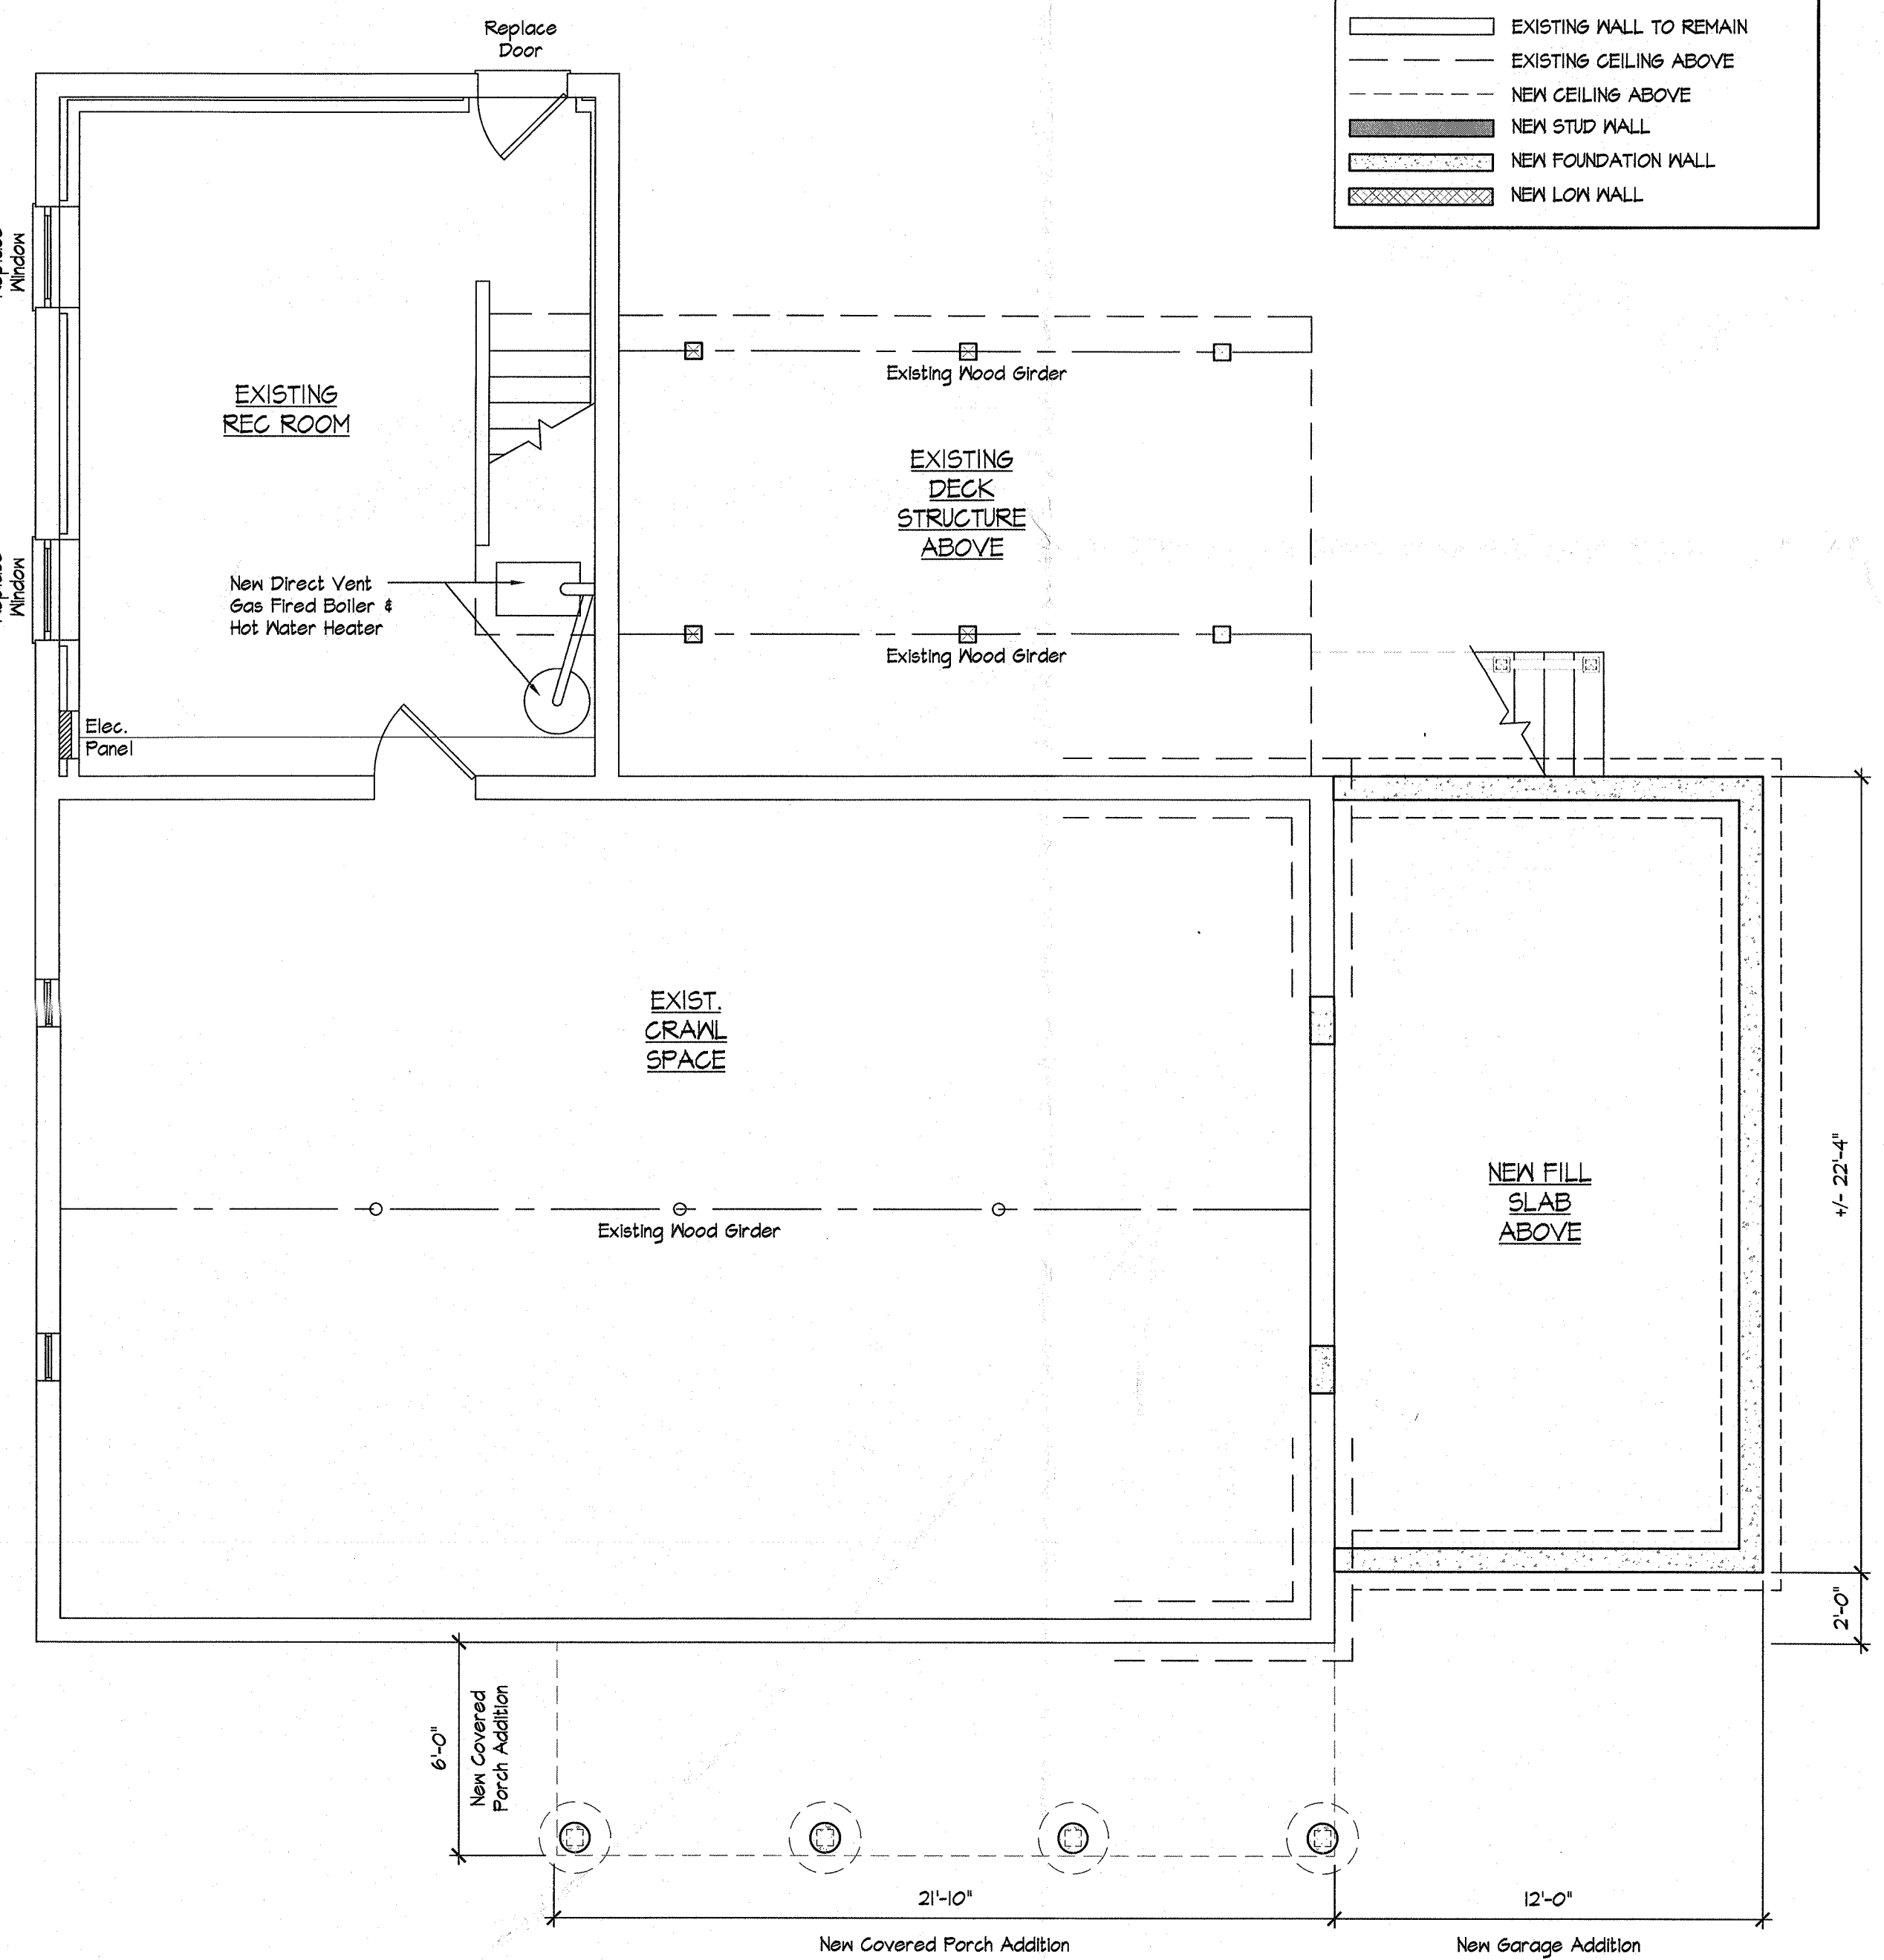 Replace
Door
EXISTING WALL TO REMAIN
EXISTING CEILING ABOVE
NEW CEILING ABOVE
NEW STUD WALL
NEW FOUNDATION WALL
NEW LOW WALL
Window
EXISTING
REC ROOM
Existing Wood Girder
EXISTING
DECK
STRUCTURE
ABOVE
Window
New Direct Vent
Gas Fired Boiler &
Hot Water Heater
Existing Wood Girder
Elec.
Panel
EXIST.
CRAWL
SPACE
Existing Wood Girder
NEW FILL
SLAB
ABOVE
+/- 22'-4"
2'-0"
6'-0"
New Covered
Porch Addition
21'-10"
12'-0"
New Covered Porch Addition
New Garage Addition